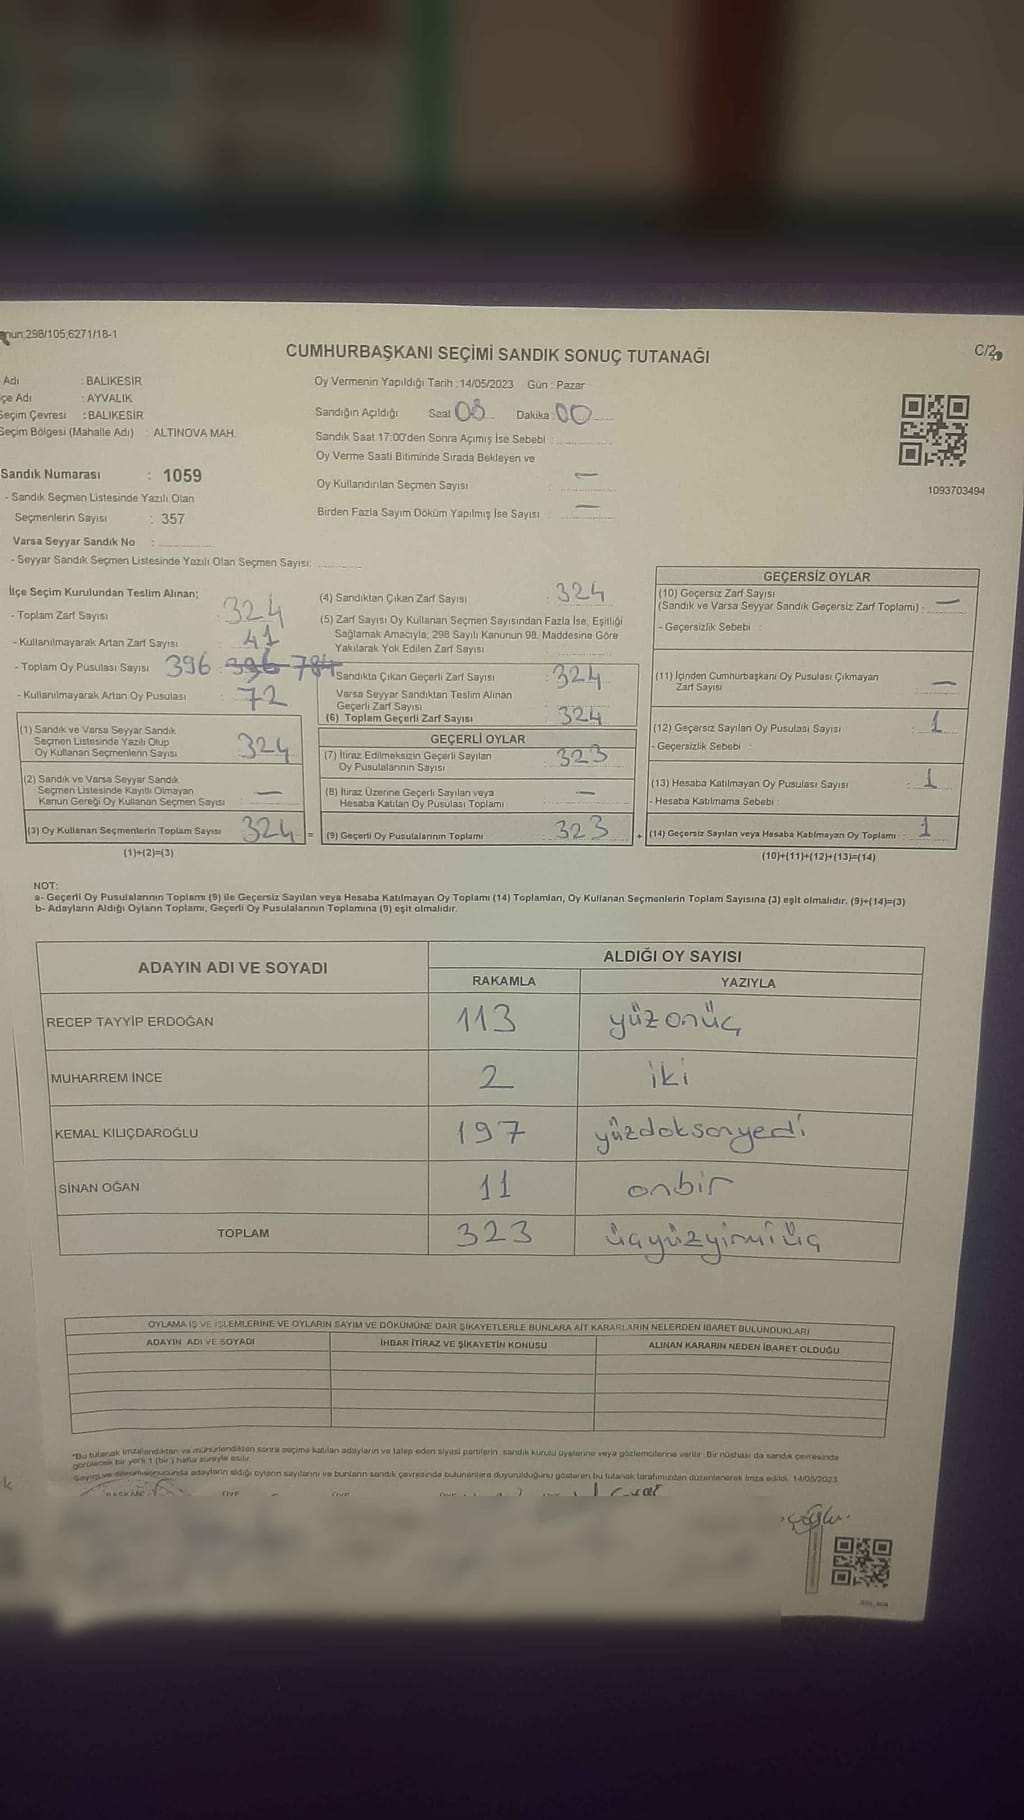 298/105;6271/18-1
CUMHURBAŞKANI SEÇİMİ SANDIK SONUÇ TUTANAĞI
C/2
Adı : BALIKESİR
çe Adı : AYVALIK
Seçim Çevresi : BALIKESİR
Seçim Bölgesi (Mahalle Adı) : ALTINOVA MAH.
Oy Vermenin Yapıldığı Tarih :14/05/2023 Gün : Pazar
Sandığın Açıldığı Saat 08 Dakika 00
Sandık Saat 17:00'den Sonra Açımış İse Sebebi :
Oy Verme Saati Bitiminde Sırada Bekleyen ve
Oy Kullandırılan Seçmen Sayısı : —
Birden Fazla Sayım Döküm Yapılmış İse Sayısı : —
1093703494
Sandık Numarası : 1059
- Sandık Seçmen Listesinde Yazılı Olan
Seçmenlerin Sayısı : 357
Varsa Seyyar Sandık No :
- Seyyar Sandık Seçmen Listesinde Yazılı Olan Seçmen Sayısı:
İlçe Seçim Kurulundan Teslim Alınan;
- Toplam Zarf Sayısı : 324
- Kullanılmayarak Artan Zarf Sayısı : 41
- Toplam Oy Pusulası Sayısı 396 396 784
- Kullanılmayarak Artan Oy Pusulası : 72
(1) Sandık ve Varsa Seyyar Sandık
Seçmen Listesinde Yazılı Olup
Oy Kullanan Seçmenlerin Sayısı : 324
(2) Sandık ve Varsa Seyyar Sandık
Seçmen Listesinde Kayıtlı Olmayan
Kanun Gereği Oy Kullanan Seçmen Sayısı : —
(3) Oy Kullanan Seçmenlerin Toplam Sayısı : 324 =
(1)+(2)=(3)
(4) Sandıktan Çıkan Zarf Sayısı : 324
(5) Zarf Sayısı Oy Kullanan Seçmen Sayısından Fazla İse, Eşitliği
Sağlamak Amacıyla; 298 Sayılı Kanunun 98. Maddesine Göre
Yakılarak Yok Edilen Zarf Sayısı :
Sandıkta Çıkan Geçerli Zarf Sayısı : 324
Varsa Seyyar Sandıktan Teslim Alınan
Geçerli Zarf Sayısı :
(6) Toplam Geçerli Zarf Sayısı : 324
GEÇERLİ OYLAR
(7) İtiraz Edilmeksizin Geçerli Sayılan
Oy Pusulalarının Sayısı : 323
(8) İtiraz Üzerine Geçerli Sayılan veya
Hesaba Katılan Oy Pusulası Toplamı : —
(9) Geçerli Oy Pusulalarının Toplamı : 323 +
GEÇERSİZ OYLAR
(10) Geçersiz Zarf Sayısı
(Sandık ve Varsa Seyyar Sandık Geçersiz Zarf Toplamı) : —
- Geçersizlik Sebebi :
(11) İçinden Cumhurbaşkanı Oy Pusulası Çıkmayan
Zarf Sayısı : —
(12) Geçersiz Sayılan Oy Pusulası Sayısı : 1
- Geçersizlik Sebebi :
(13) Hesaba Katılmayan Oy Pusulası Sayısı : 1
- Hesaba Katılmama Sebebi :
(14) Geçersiz Sayılan veya Hesaba Katılmayan Oy Toplamı : 1
(10)+(11)+(12)+(13)=(14)
NOT:
a- Geçerli Oy Pusulalarının Toplamı (9) ile Geçersiz Sayılan veya Hesaba Katılmayan Oy Toplamı (14) Toplamları, Oy Kullanan Seçmenlerin Toplam Sayısına (3) eşit olmalıdır. (9)+(14)=(3)
b- Adayların Aldığı Oyların Toplamı, Geçerli Oy Pusulalarının Toplamına (9) eşit olmalıdır.
ADAYIN ADI VE SOYADI
ALDIĞI OY SAYISI
RAKAMLA YAZIYLA
RECEP TAYYİP ERDOĞAN 113 yüzonüç
MUHARREM İNCE 2 iki
KEMAL KILIÇDAROĞLU 197 yüzdoksanyedi
SİNAN OĞAN 11 onbir
TOPLAM 323 üçyüzyirmiüç
OYLAMA İŞ VE İŞLEMLERİNE VE OYLARIN SAYIM VE DÖKÜMÜNE DAİR ŞİKAYETLERLE BUNLARA AİT KARARLARIN NELERDEN İBARET BULUNDUKLARI
ADAYIN ADI VE SOYADI İHBAR İTİRAZ VE ŞİKAYETİN KONUSU ALINAN KARARIN NEDEN İBARET OLDUĞU
*Bu tutanak imzalandıktan ve mühürlendikten sonra seçime katılan adayların ve talep eden siyasi partilerin sandık kurulu üyelerine veya gözlemcilerine verilir. Bir nüshası da sandık çevresinde
görülecek bir yerli 1 (bir) hafta süreyle asılır.
Sayım ve döküm sonucunda adayların aldığı oyların sayılarını ve bunların sandık çevresinde bulunanlara duyurulduğunu gösteren bu tutanak tarafımızdan düzenlenerek imza edildi. 14/05/2023
BAŞKAN ÜYE